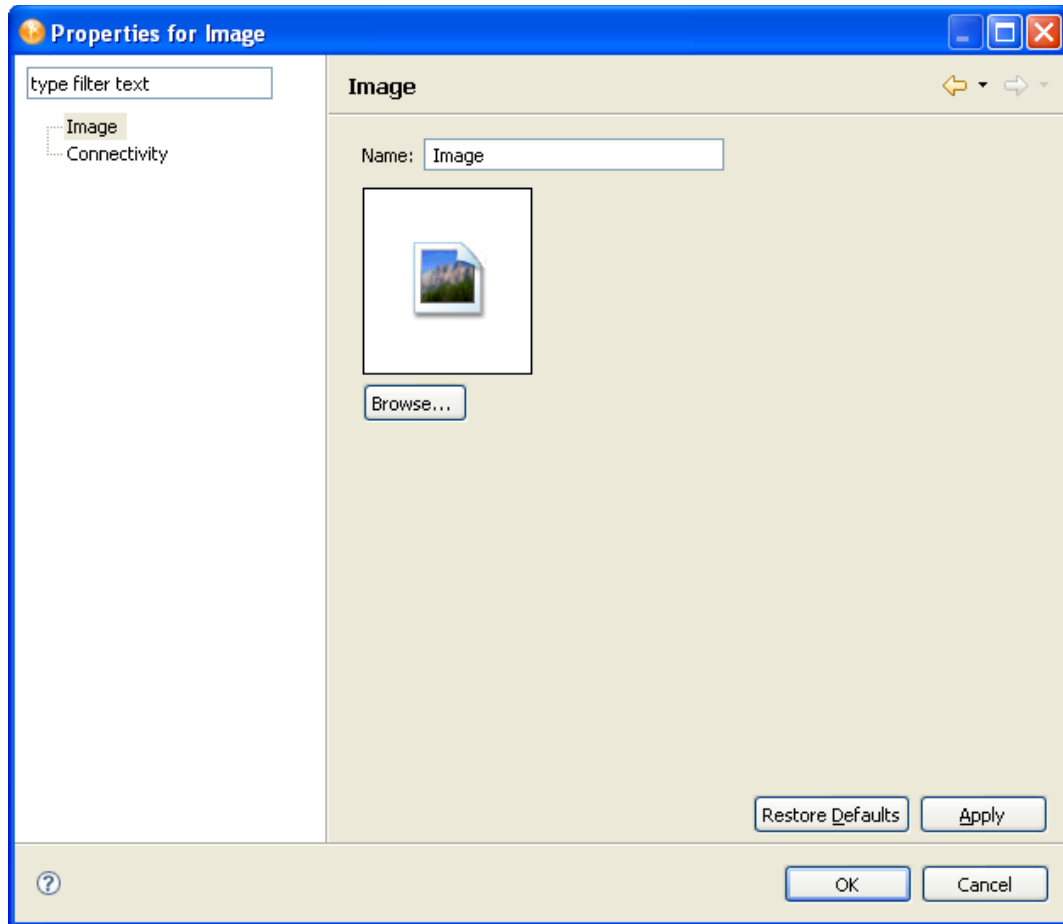 Properties for Image
type filter text
Image
Connectivity
Image
Name: Image
Browse...
Restore Defaults Apply
OK Cancel